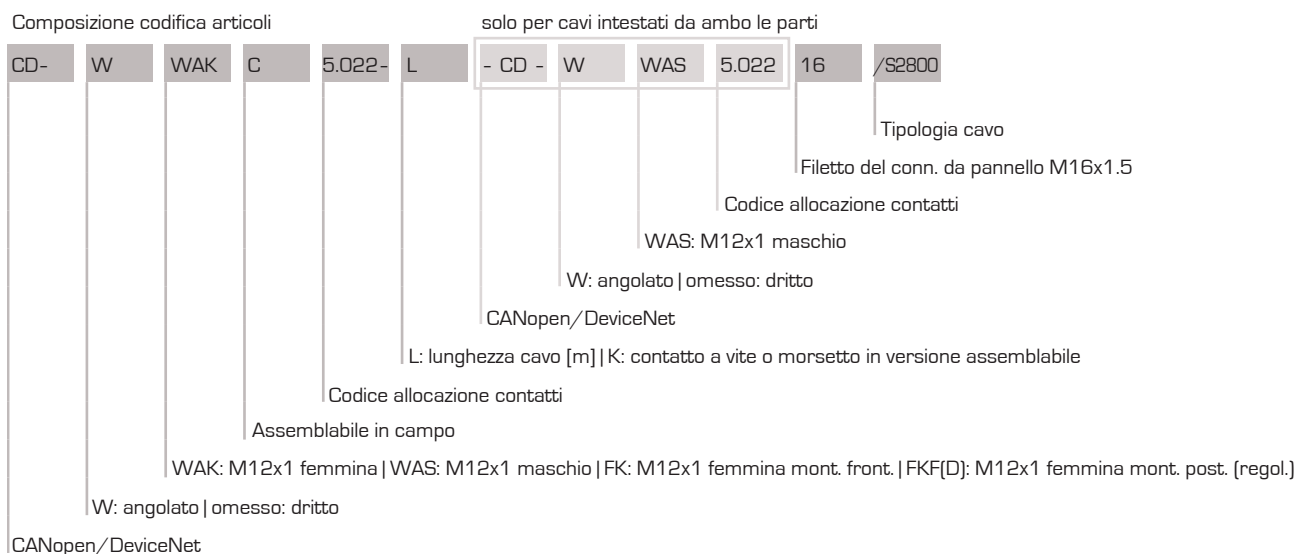 Composizione codifica articoli
solo per cavi intestati da ambo le parti
CD- W WAK C 5.022- L - CD - W WAS 5.022 16 /S2800
Tipologia cavo
Filetto del conn. da pannello M16x1.5
Codice allocazione contatti
WAS: M12x1 maschio
W: angolato|omesso: dritto
CANopen/DeviceNet
L: lunghezza cavo [m]|K: contatto a vite o morsetto in versione assemblabile
Codice allocazione contatti
Assemblabile in campo
WAK: M12x1 femmina|WAS: M12x1 maschio|FK: M12x1 femmina mont. front.|FKF(D): M12x1 femmina mont. post. (regol.)
W: angolato|omesso: dritto
CANopen/DeviceNet